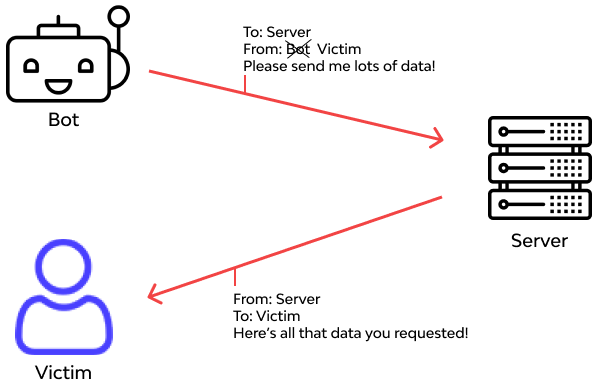 To: Server
From: Bot Victim
Please send me lots of data!
Bot
Server
From: Server
To: Victim
Here's all that data you requested!
Victim